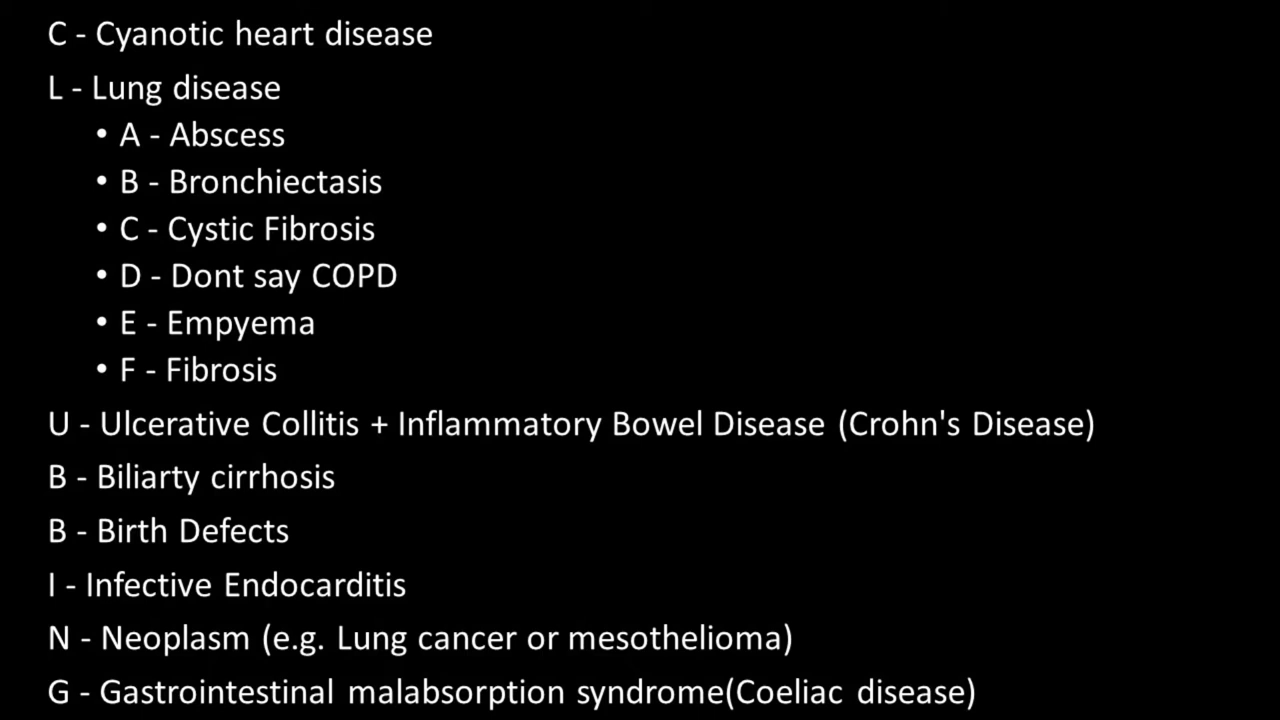 C - Cyanotic heart disease
L - Lung disease
• A - Abscess
• B - Bronchiectasis
• C - Cystic Fibrosis
• D - Dont say COPD
• E - Empyema
• F - Fibrosis
U - Ulcerative Collitis + Inflammatory Bowel Disease (Crohn's Disease)
B - Biliarty cirrhosis
B - Birth Defects
I - Infective Endocarditis
N - Neoplasm (e.g. Lung cancer or mesothelioma)
G - Gastrointestinal malabsorption syndrome(Coeliac disease)